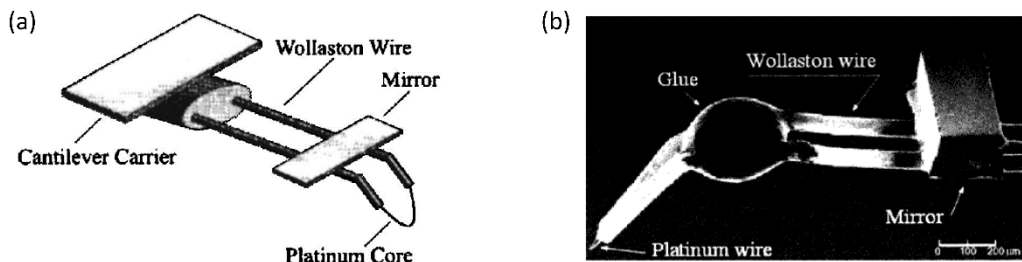 (a)
Wollaston Wire
Mirror
Cantilever Carrier
Platinum Core
(b)
Wollaston wire
Glue
Mirror
Platinum wire
0 100 200 μm